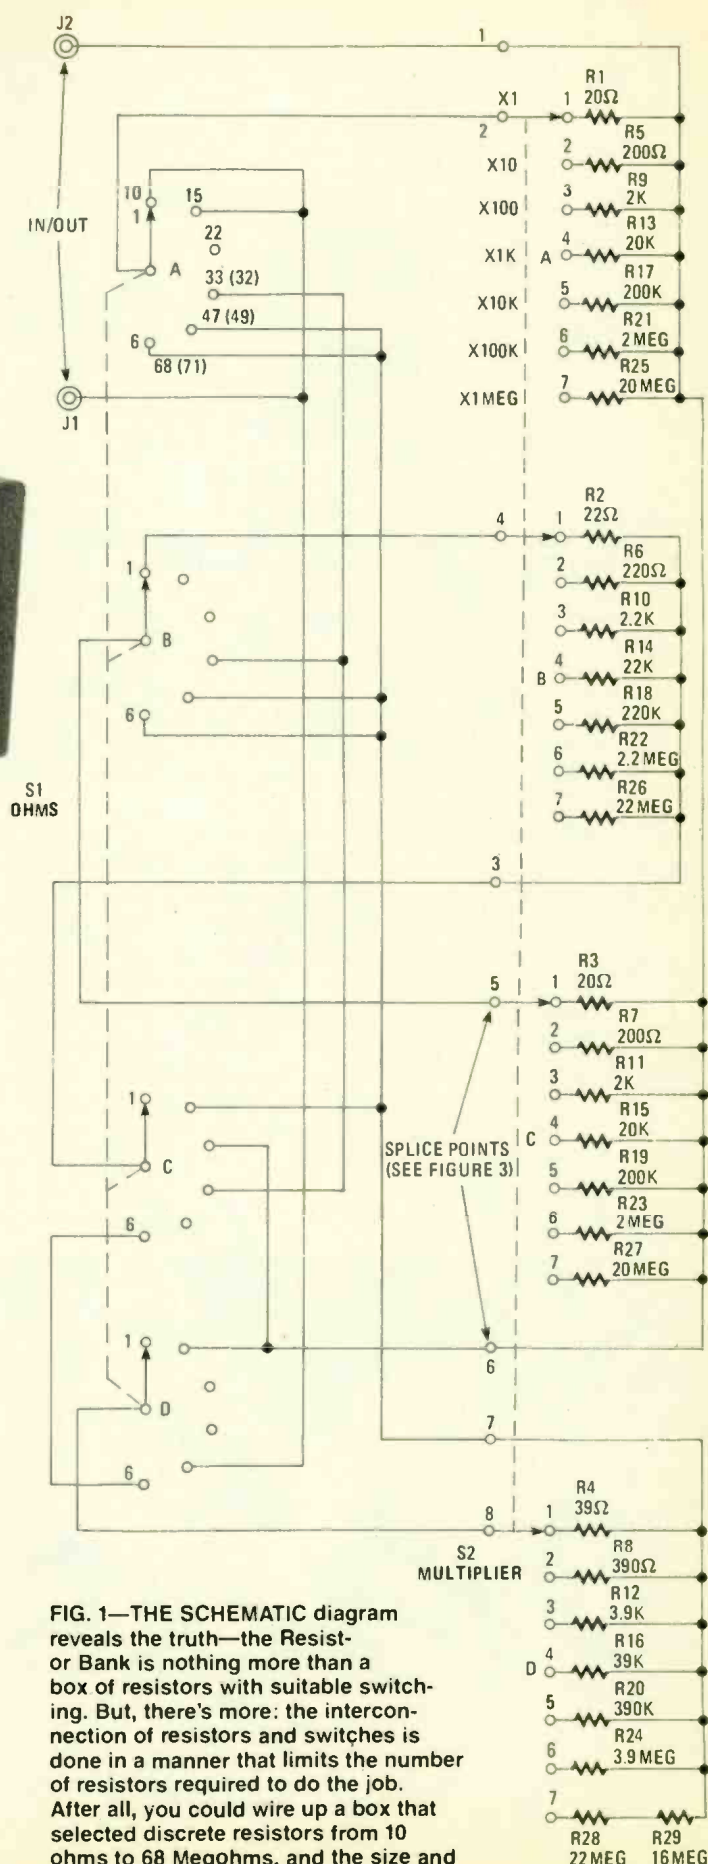 J2
1
R1
20Ω
X1
1
2
R5
200Ω
X10
2
R9
2K
X100
3
R13
20K
X1K
A
4
R17
200K
X10K
5
R21
2MEG
X100K
6
R25
20 MEG
X1MEG
7
IN/OUT
10
15
1
22
A
33 (32)
47 (49)
6
68 (71)
J1
R2
22Ω
4
1
R6
220Ω
2
R10
2.2K
3
R14
22K
B
4
R18
220K
5
R22
2.2 MEG
6
R26
22 MEG
7
1
B
6
S1
OHMS
3
R3
20Ω
5
1
R7
200Ω
2
R11
2K
3
R15
20K
SPLICE POINTS
(SEE FIGURE 3)
C
4
R19
200K
5
R23
2MEG
6
R27
20MEG
7
1
C
6
1
D
6
6
7
R4
39Ω
8
1
S2
MULTIPLIER
R8
390Ω
2
R12
3.9K
3
R16
39K
D
4
R20
390K
5
R24
3.9MEG
6
7
R28
22 MEG
R29
16MEG
FIG. 1—THE SCHEMATIC diagram
reveals the truth—the Resist-
or Bank is nothing more than a
box of resistors with suitable switch-
ing. But, there's more: the intercon-
nection of resistors and switches is
done in a manner that limits the number
of resistors required to do the job.
After all, you could wire up a box that
selected discrete resistors from 10
ohms to 68 Megohms, and the size and